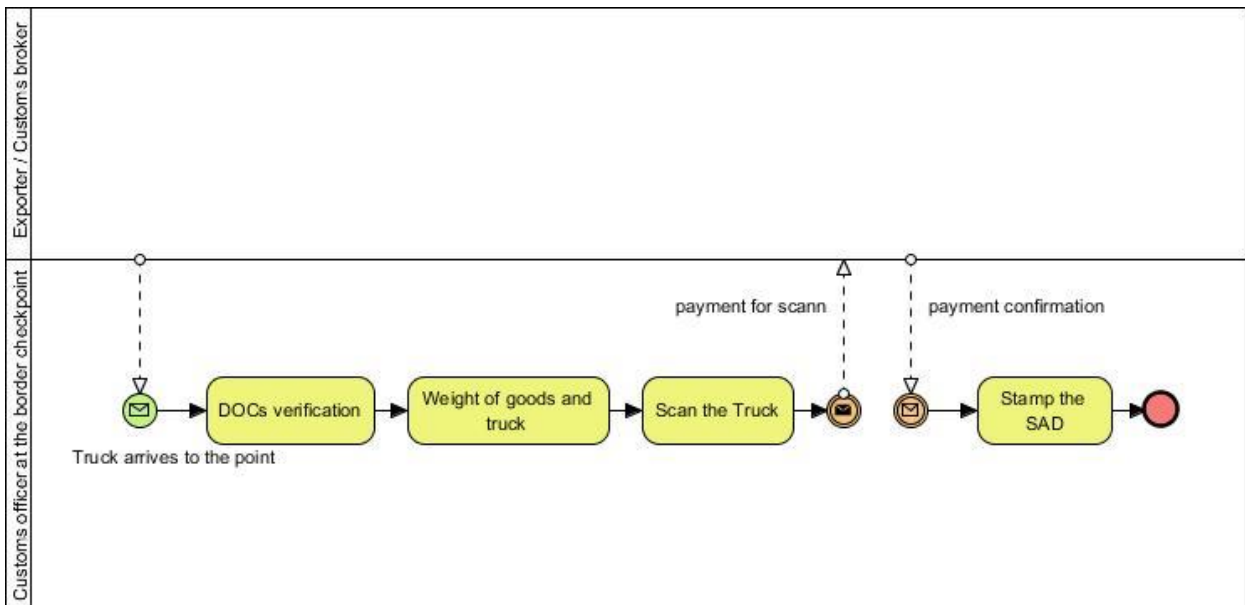 Exporter / Customs broker
Customs officer at the border checkpoint
payment for scann
payment confirmation
DOCs verification
Weight of goods and
truck
Scan the Truck
Stamp the
SAD
Truck arrives to the point